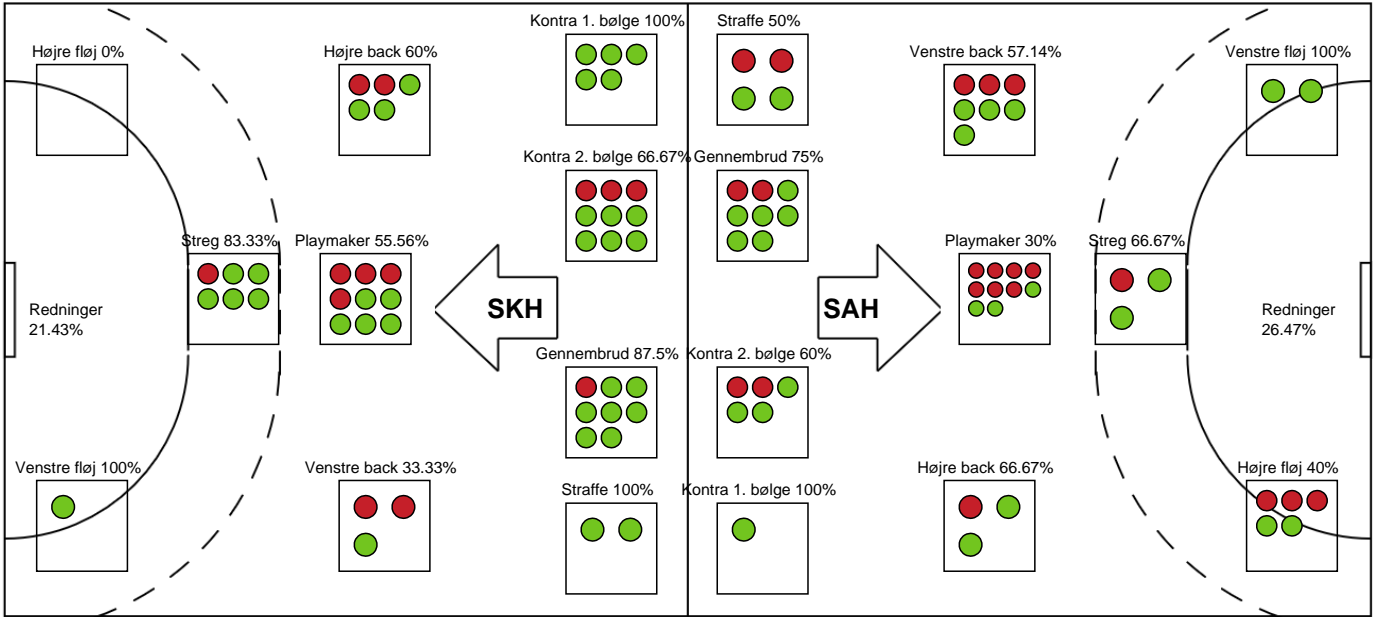 Kontra 1. bølge 100%
Straffe 50%
Højre fløj 0%
Højre back 60%
Venstre back 57.14%
Venstre fløj 100%
Kontra 2. bølge 66.67%
Gennembrud 75%
Streg 83.33%
Playmaker 55.56%
Playmaker 30%
Streg 66.67%
Redninger
21.43%
SKH
SAH
Redninger
26.47%
Gennembrud 87.5%
Kontra 2. bølge 60%
Venstre fløj 100%
Venstre back 33.33%
Højre back 66.67%
Højre fløj 40%
Straffe 100%
Kontra 1. bølge 100%